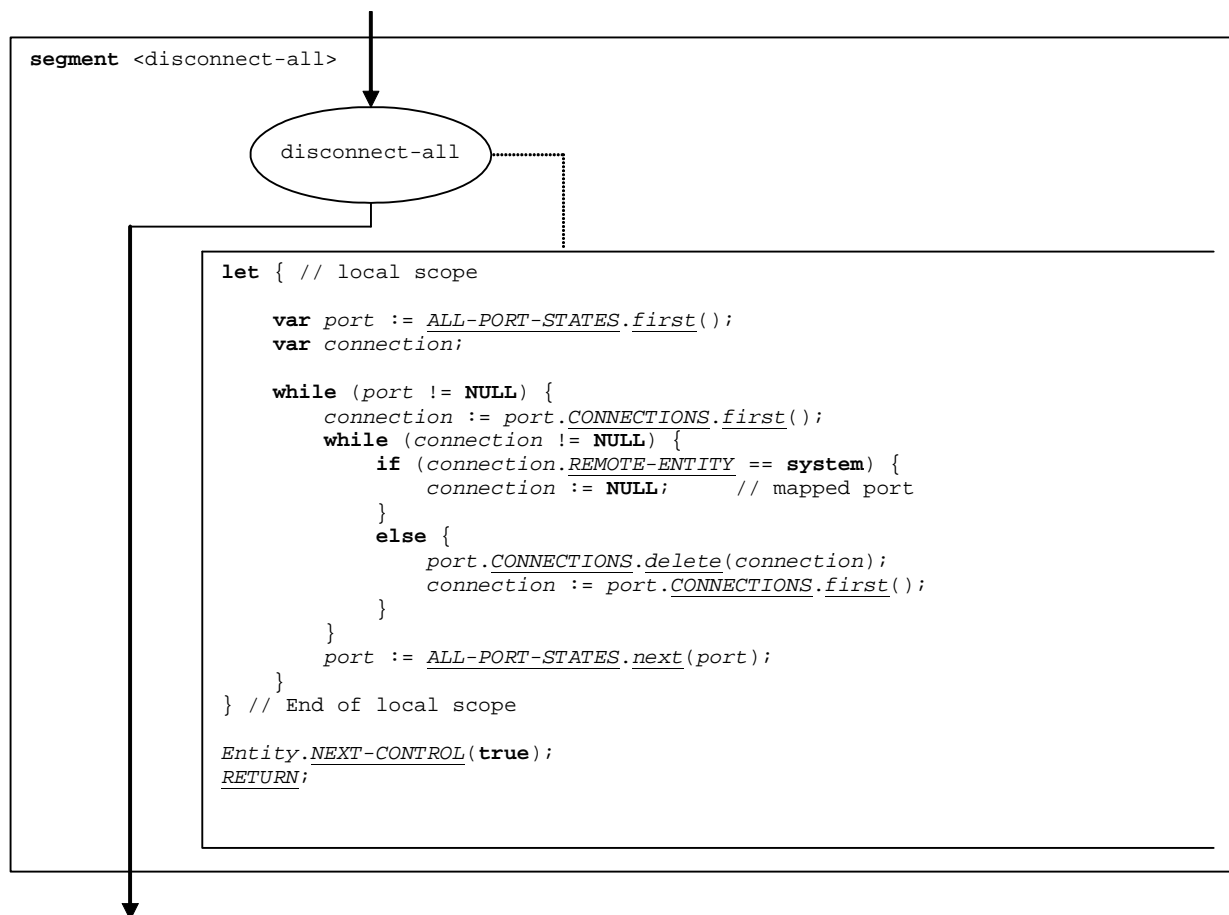 segment <disconnect-all>
disconnect-all
let { // local scope
var port := ALL-PORT-STATES.first();
var connection;
while (port != NULL) {
connection := port.CONNECTIONS.first();
while (connection != NULL) {
if (connection.REMOTE-ENTITY == system) {
connection := NULL; // mapped port
}
else {
port.CONNECTIONS.delete(connection);
connection := port.CONNECTIONS.first();
}
}
port := ALL-PORT-STATES.next(port);
}
} // End of local scope
Entity.NEXT-CONTROL(true);
RETURN;